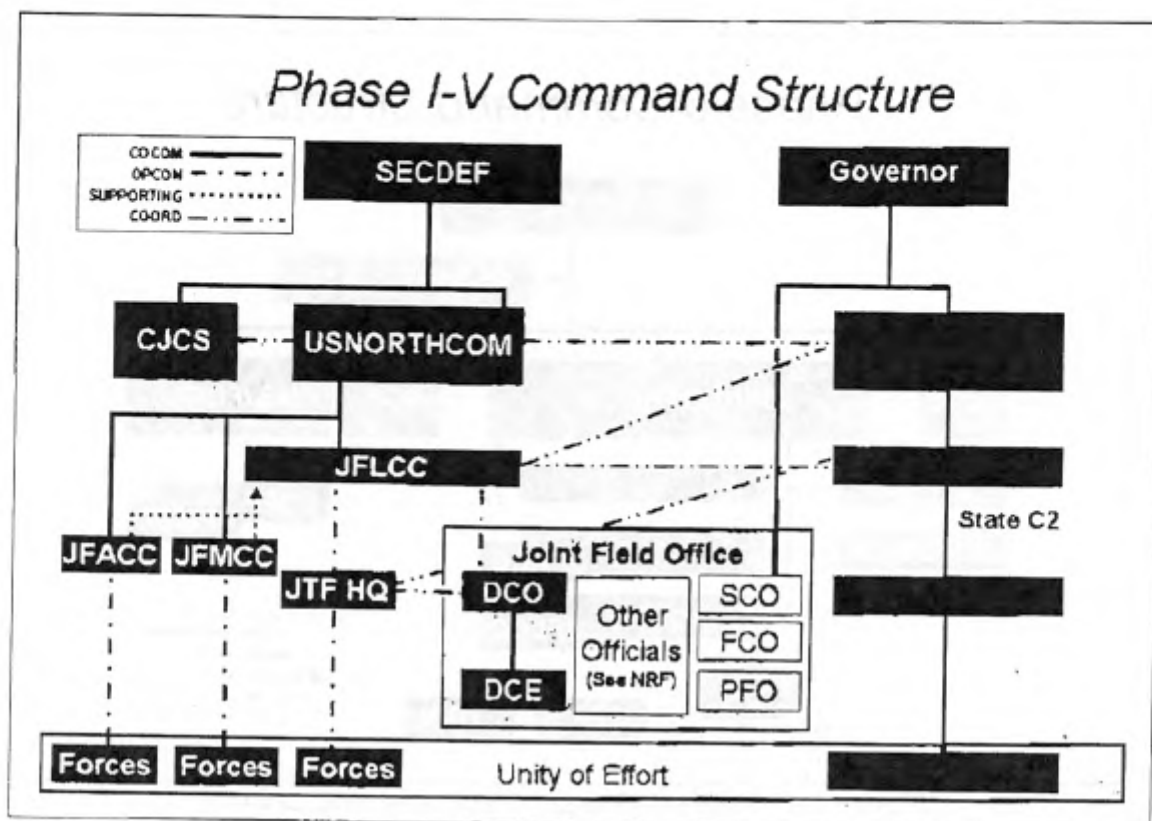 Phase I-V Command Structure
COCOM
OPCON
SUPPORTING
COORD
SECDEF
Governor
CJCS
USNORTHCOM
JFLCC
State C2
JFACC
JFMCC
JTF HQ
Joint Field Office
DCO
DCE
Other
Officials
(See NRF)
SCO
FCO
PFO
Forces
Forces
Forces
Unity of Effort